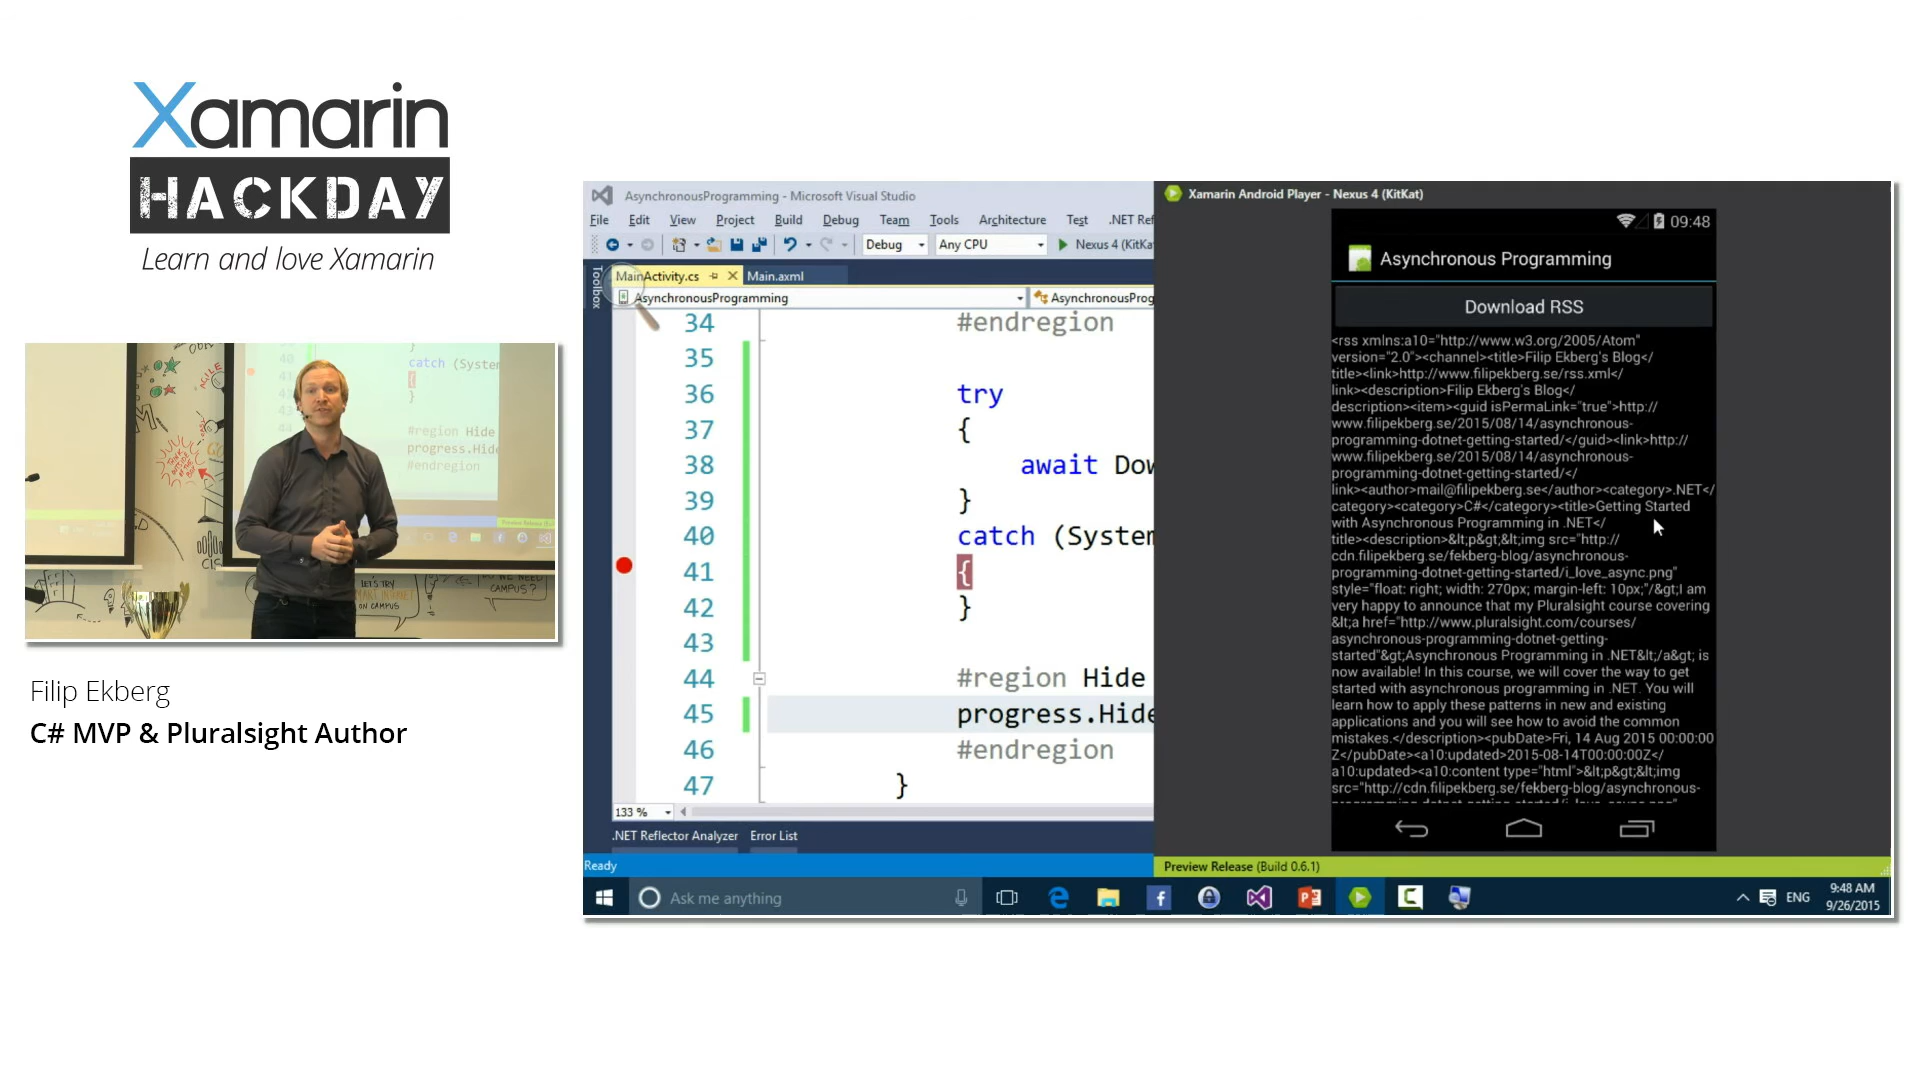 Xamarin
HACKDAY
Learn and love Xamarin
catch (System
{
}
#region Hide
progress.Hide
#endregion
LET'S TRY
ON CAMPUS
CAMPUS?
Filip Ekberg
C# MVP & Pluralsight Author
AsynchronousProgramming - Microsoft Visual Studio
File Edit View Project Build Debug Team Tools Architecture Test .NET Ref
Debug Any CPU Nexus 4 (KitKa
Toolbox
MainActivity.cs Main.axml
AsynchronousProgramming AsynchronousProg
34 #endregion
35
36 try
37 {
38 await Dow
39 }
40 catch (System
41 {
42 }
43
44 #region Hide
45 progress.Hide
46 #endregion
47 }
133 %
.NET Reflector Analyzer Error List
Ready
Xamarin Android Player - Nexus 4 (KitKat)
09:48
Asynchronous Programming
Download RSS
<rss xmlns:a10="http://www.w3.org/2005/Atom"
version="2.0"><channel><title>Filip Ekberg's Blog</
title><link>http://www.filipekberg.se/rss.xml</
link><description>Filip Ekberg's Blog</
description><item><guid isPermaLink="true">http://
www.filipekberg.se/2015/08/14/asynchronous-
programming-dotnet-getting-started/</guid><link>http://
www.filipekberg.se/2015/08/14/asynchronous-
programming-dotnet-getting-started/</
link><author>mail@filipekberg.se</author><category>.NET</
category><category>C#</category><title>Getting Started
with Asynchronous Programming in .NET</
title><description>&lt;p&gt;&lt;img src="http://
cdn.filipekberg.se/fekberg-blog/asynchronous-
programming-dotnet-getting-started/i_love_async.png"
style="float: right; width: 270px; margin-left: 10px;"/&gt;I am
very happy to announce that my Pluralsight course covering
&lt;a href="http://www.pluralsight.com/courses/
asynchronous-programming-dotnet-getting-
started"&gt;Asynchronous Programming in .NET&lt;/a&gt; is
now available! In this course, we will cover the way to get
started with asynchronous programming in .NET. You will
learn how to apply these patterns in new and existing
applications and you will see how to avoid the common
mistakes.</description><pubDate>Fri, 14 Aug 2015 00:00:00
Z</pubDate><a10:updated>2015-08-14T00:00:00Z</
a10:updated><a10:content type="html">&lt;p&gt;&lt;img
src="http://cdn.filipekberg.se/fekberg-blog/asynchronous-
Preview Release (Build 0.6.1)
Ask me anything
ENG
9:48 AM
9/26/2015